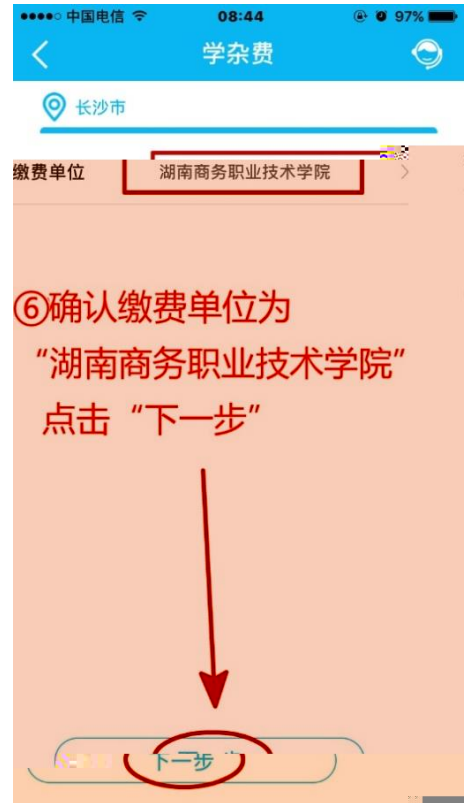 中国电信 08:44 97%
学杂费
长沙市
缴费单位 湖南商务职业技术学院
⑥确认缴费单位为
“湖南商务职业技术学院”
点击“下一步”
下一步